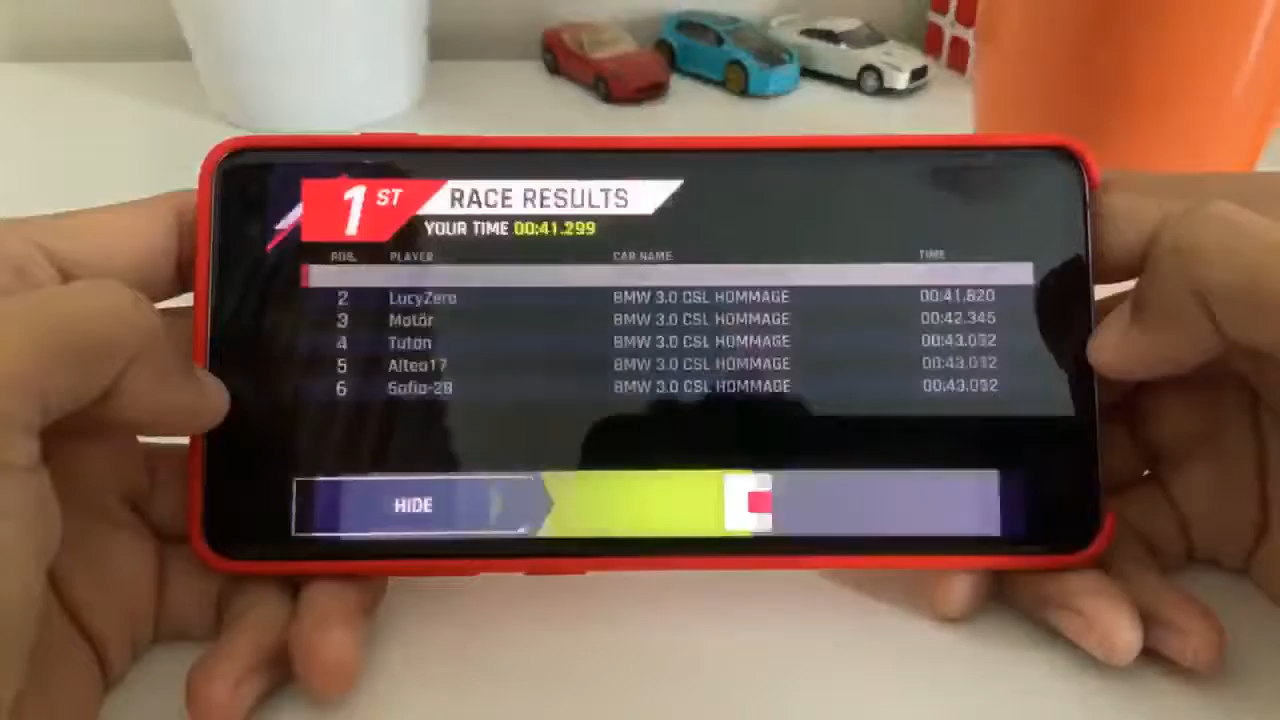 1ST RACE RESULTS
YOUR TIME 00:41.299
POS. PLAYER CAR NAME TIME
2 LucyZero BMW 3.0 CSL HOMMAGE 00:41.820
3 Motör BMW 3.0 CSL HOMMAGE 00:42.345
4 Tuton BMW 3.0 CSL HOMMAGE 00:43.032
5 Altea17 BMW 3.0 CSL HOMMAGE 00:43.032
6 Sofia-28 BMW 3.0 CSL HOMMAGE 00:43.032
HIDE